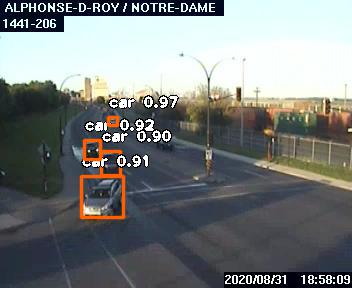 ALPHONSE-D-ROY / NOTRE-DAME
1441-206
car 0.97
car 0.92
car 0.90
car 0.91
2020/08/31 18:58:09